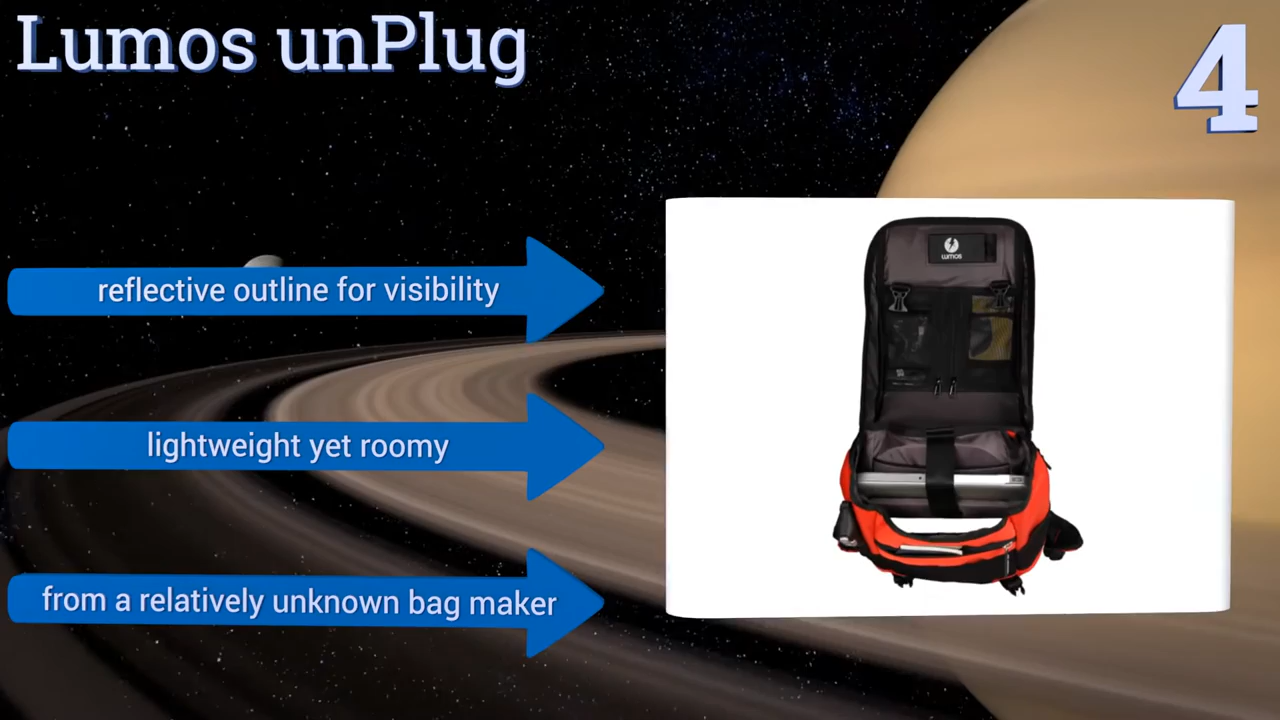 Lumos unPlug
4
reflective outline for visibility
lightweight yet roomy
from a relatively unknown bag maker
LUMOS